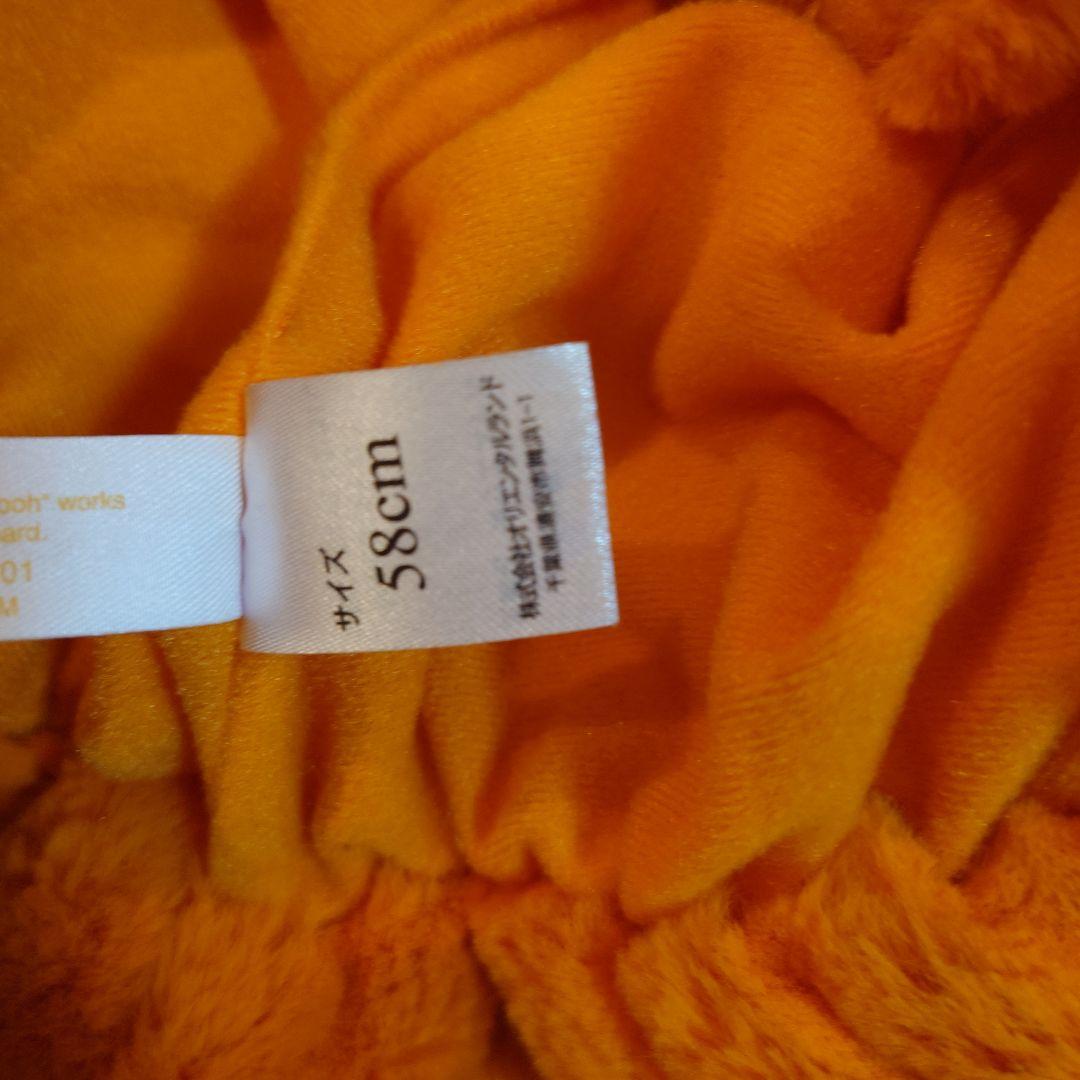 ooh" works
ard.
01
M
サイズ
58cm
株式会社オリエンタルランド
千葉県浦安市舞浜1-1